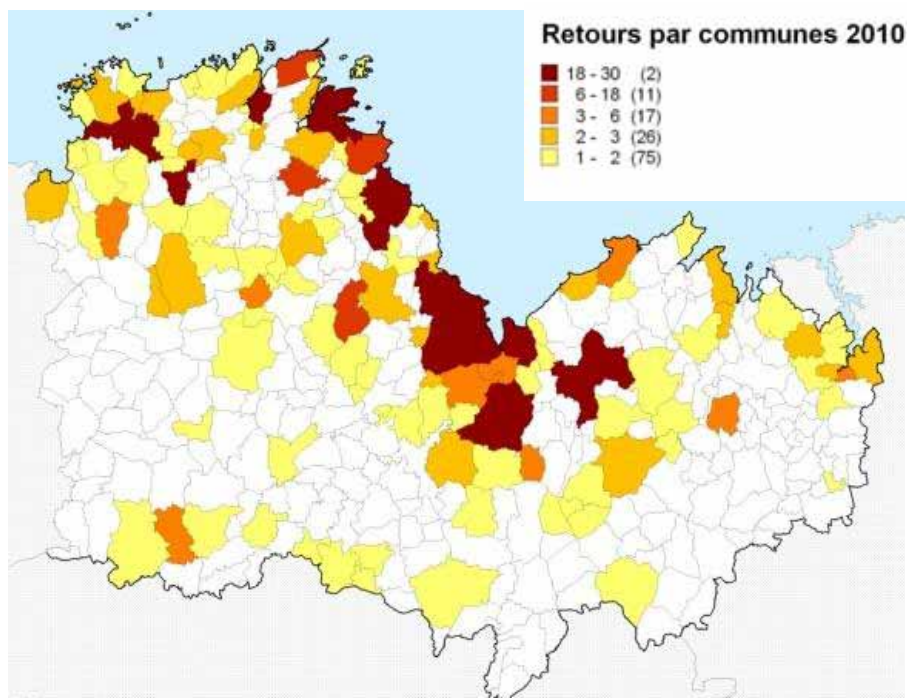 Retours par communes 2010
18 - 30 (2)
6 - 18 (11)
3 - 6 (17)
2 - 3 (26)
1 - 2 (75)